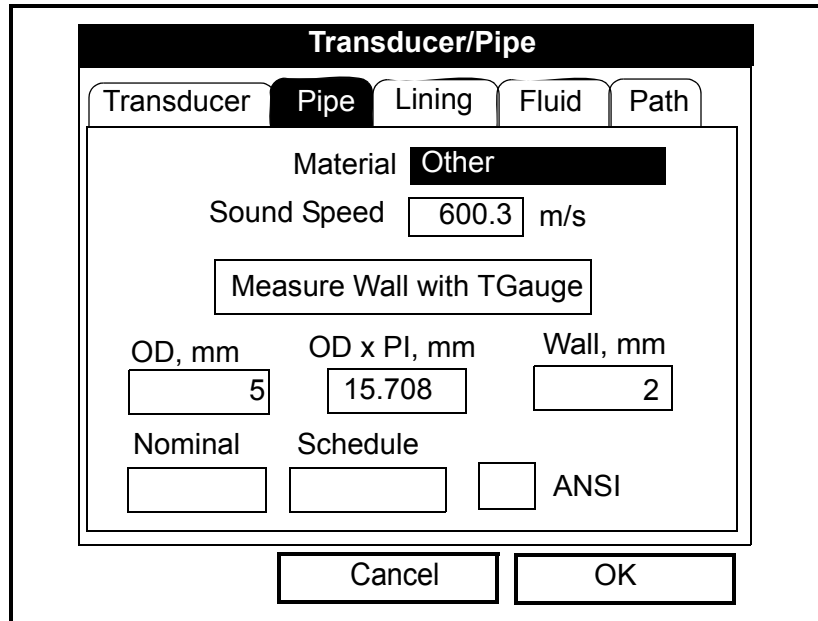 Transducer/Pipe
Transducer Pipe Lining Fluid Path
Material Other
Sound Speed 600.3 m/s
Measure Wall with TGauge
OD, mm OD x PI, mm Wall, mm
5 15.708 2
Nominal Schedule
ANSI
Cancel OK